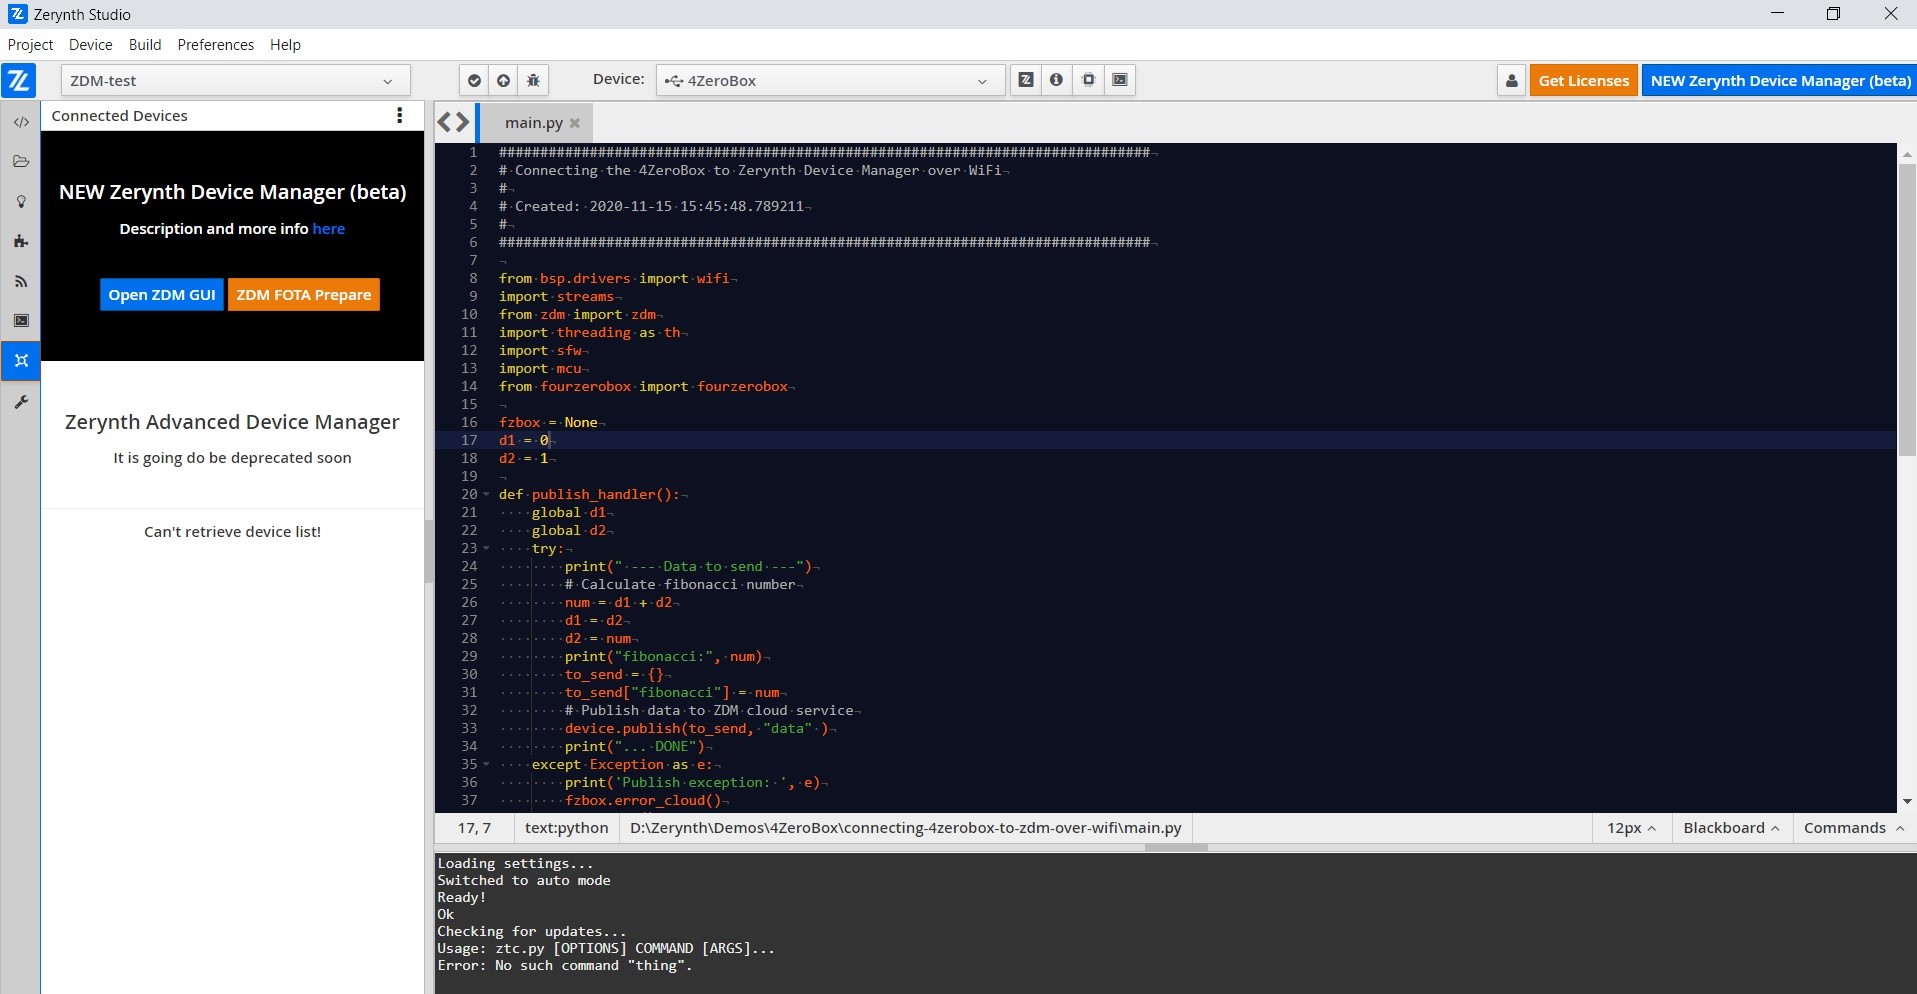 Zerynth Studio
Project Device Build Preferences Help
ZDM-test
Device: 4ZeroBox
Get Licenses
NEW Zerynth Device Manager (beta)
Connected Devices
NEW Zerynth Device Manager (beta)
Description and more info here
Open ZDM GUI
ZDM FOTA Prepare
Zerynth Advanced Device Manager
It is going do be deprecated soon
Can't retrieve device list!
main.py
1 ###############################################################################
2 # Connecting the 4ZeroBox to Zerynth Device Manager over WiFi
3 #
4 # Created: 2020-11-15 15:45:48.789211
5 #
6 ###############################################################################
7
8 from bsp.drivers import wifi
9 import streams
10 from zdm import zdm
11 import threading as th
12 import sfw
13 import mcu
14 from fourzerobox import fourzerobox
15
16 fzbox = None
17 d1 = 0
18 d2 = 1
19
20 def publish_handler():
21     global d1
22     global d2
23     try:
24         print(" --- Data to send ---")
25         # Calculate fibonacci number
26         num = d1 + d2
27         d1 = d2
28         d2 = num
29         print("fibonacci:", num)
30         to_send = {}
31         to_send["fibonacci"] = num
32         # Publish data to ZDM cloud service
33         device.publish(to_send, "data" )
34         print("... DONE")
35     except Exception as e:
36         print('Publish exception: ', e)
37         fzbox.error_cloud()
17, 7 text:python D:\Zerynth\Demos\4ZeroBox\connecting-4zerobox-to-zdm-over-wifi\main.py 12px Blackboard Commands
Loading settings...
Switched to auto mode
Ready!
Ok
Checking for updates...
Usage: ztc.py [OPTIONS] COMMAND [ARGS]...
Error: No such command "thing".